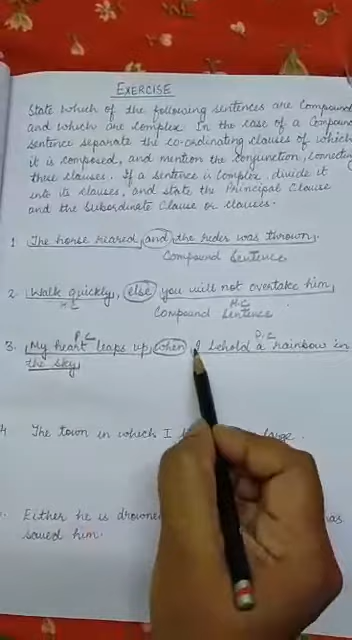 EXERCISE
State which of the following sentences are Compound
and which are complex. In the case of a Compound
sentence separate the co-ordinating clauses of which
it is composed, and mention the conjunction, connecting
these clauses. If a sentence is Complex, divide it
into its clauses, and state the Principal Clause
and the Subordinate Clause or clauses.
1. The horse reared, and the rider was thrown.
Compound Sentence
2. Walk quickly, else you will not overtake him,
M.C M.C
Compound Sentence
P.C D.C
3. My heart leaps up when I behold a rainbow in
the sky
4 The town in which I large.
Either he is drowned has
saved him.